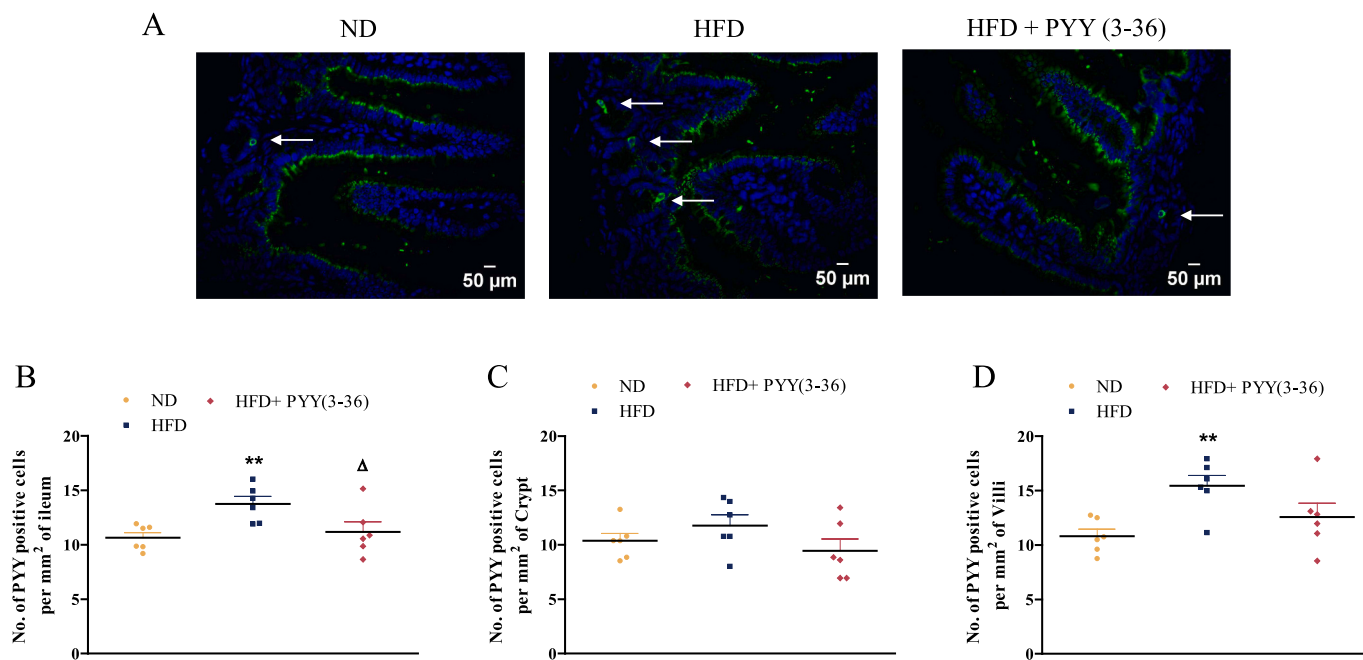 A
ND
HFD
HFD + PYY (3-36)
50 µm
50 µm
50 µm
B
ND
HFD+ PYY(3-36)
HFD
No. of PYY positive cells
per mm² of ileum
20
15
10
5
0
**
Δ
C
ND
HFD+ PYY(3-36)
HFD
No. of PYY positive cells
per mm² of Crypt
20
15
10
5
0
D
ND
HFD+ PYY(3-36)
HFD
No. of PYY positive cells
per mm² of Villi
20
15
10
5
0
**